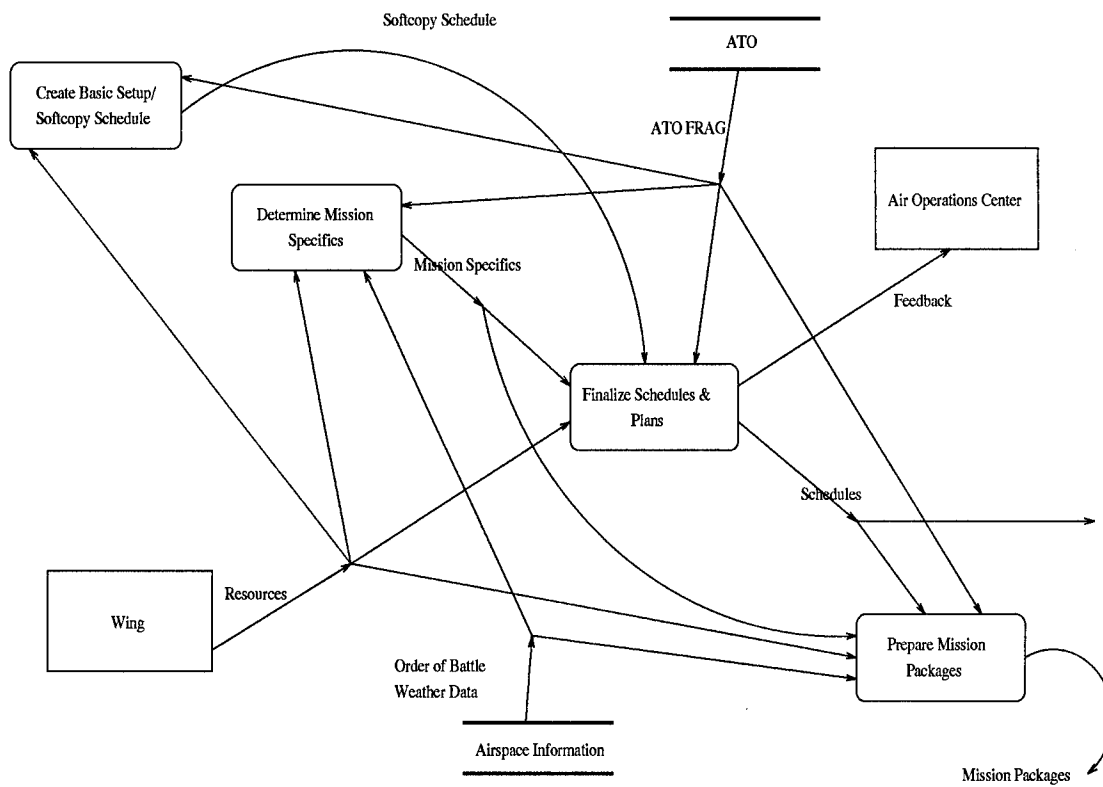 Softcopy Schedule
ATO
Create Basic Setup/
Softcopy Schedule
ATO FRAG
Air Operations Center
Determine Mission
Specifics
Mission Specifics
Feedback
Finalize Schedules &
Plans
Schedules
Resources
Wing
Prepare Mission
Packages
Order of Battle
Weather Data
Airspace Information
Mission Packages